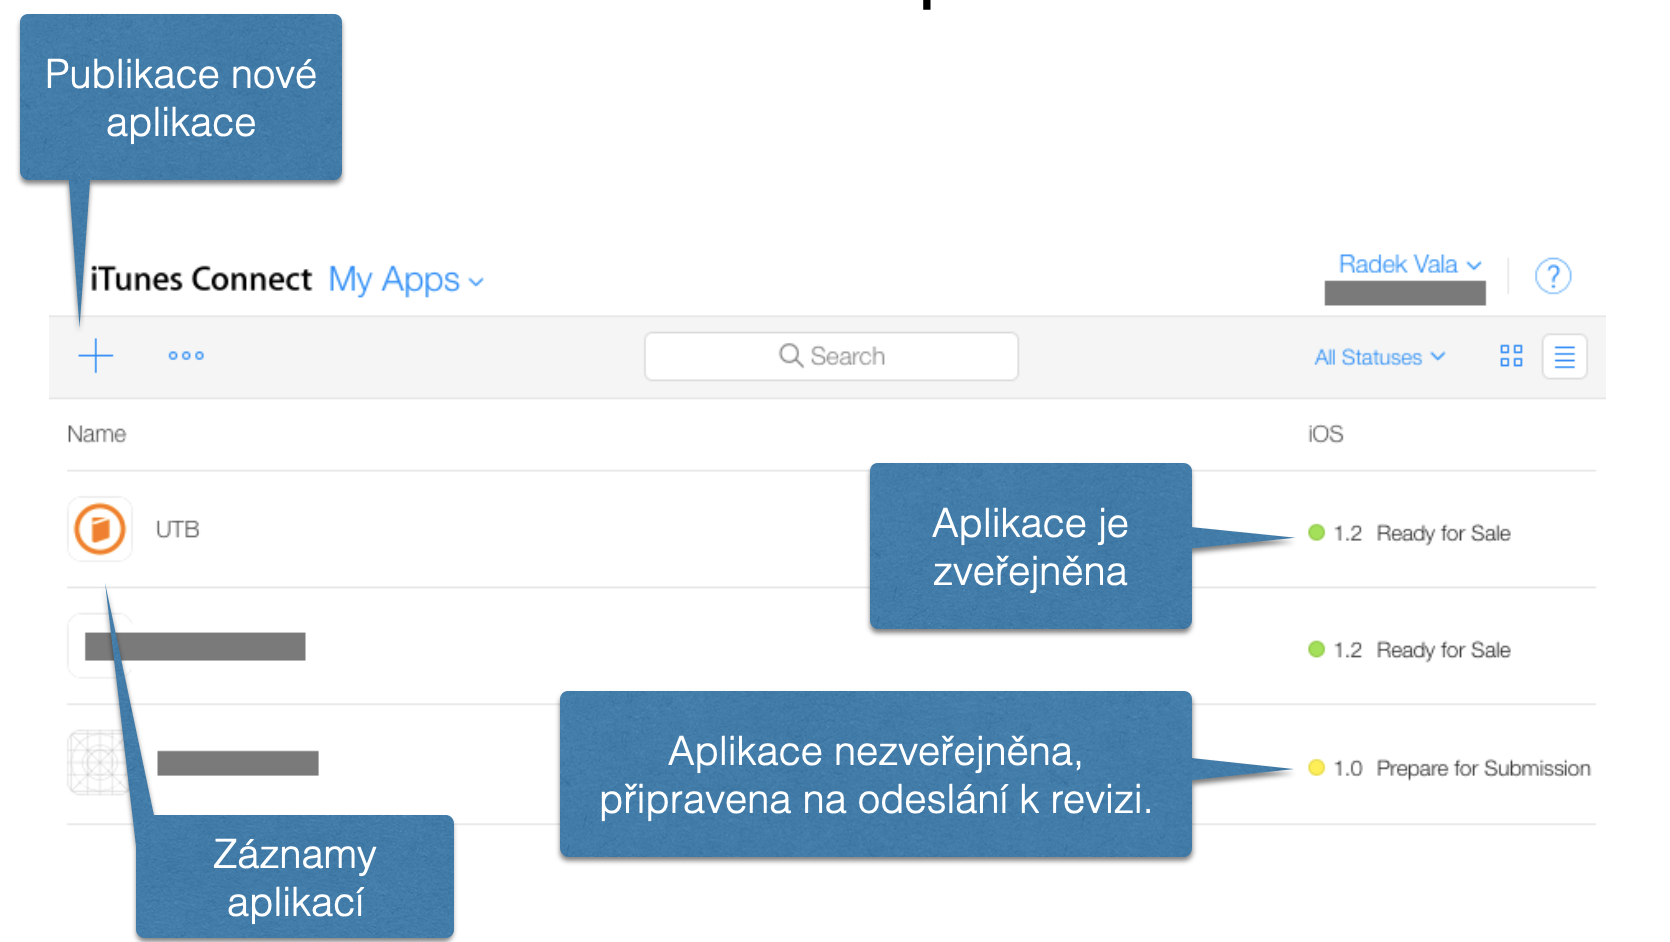 Publikace nové
aplikace
iTunes Connect My Apps
Radek Vala
?
Search
All Statuses
Name
iOS
UTB
Aplikace je
zveřejněna
1.2 Ready for Sale
1.2 Ready for Sale
Aplikace nezveřejněna,
připravena na odeslání k revizi.
1.0 Prepare for Submission
Záznamy
aplikací